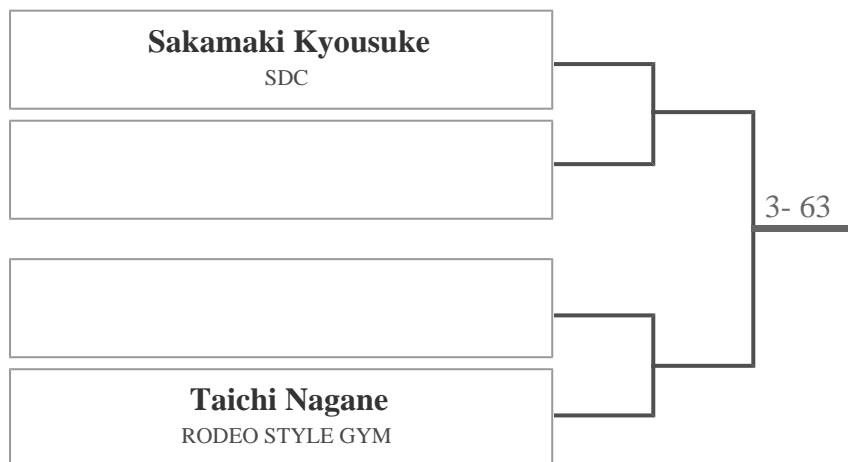 Sakamaki Kyousuke
SDC
3- 63
Taichi Nagane
RODEO STYLE GYM